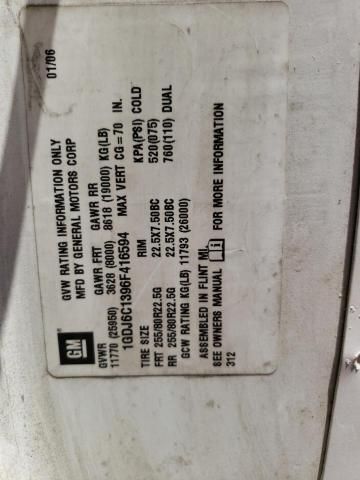 GVW RATING INFORMATION ONLY 01/06
MFD BY GENERAL MOTORS CORP
GM
GVWR GAWR FRT GAWR RR
11770 (25950) 3628 (8000) 8618 (19000) KG(LB)
1GDJ6C1396F416594 MAX VERT CG=70 IN.
TIRE SIZE RIM KPA(PSI) COLD
FRT 255/80R22.5G 22.5X7.50BC 520(075)
RR 255/80R22.5G 22.5X7.50BC 760(110) DUAL
GCW RATING KG(LB) 11793 (26000)
ASSEMBLED IN FLINT MI.
SEE OWNERS MANUAL FOR MORE INFORMATION
312